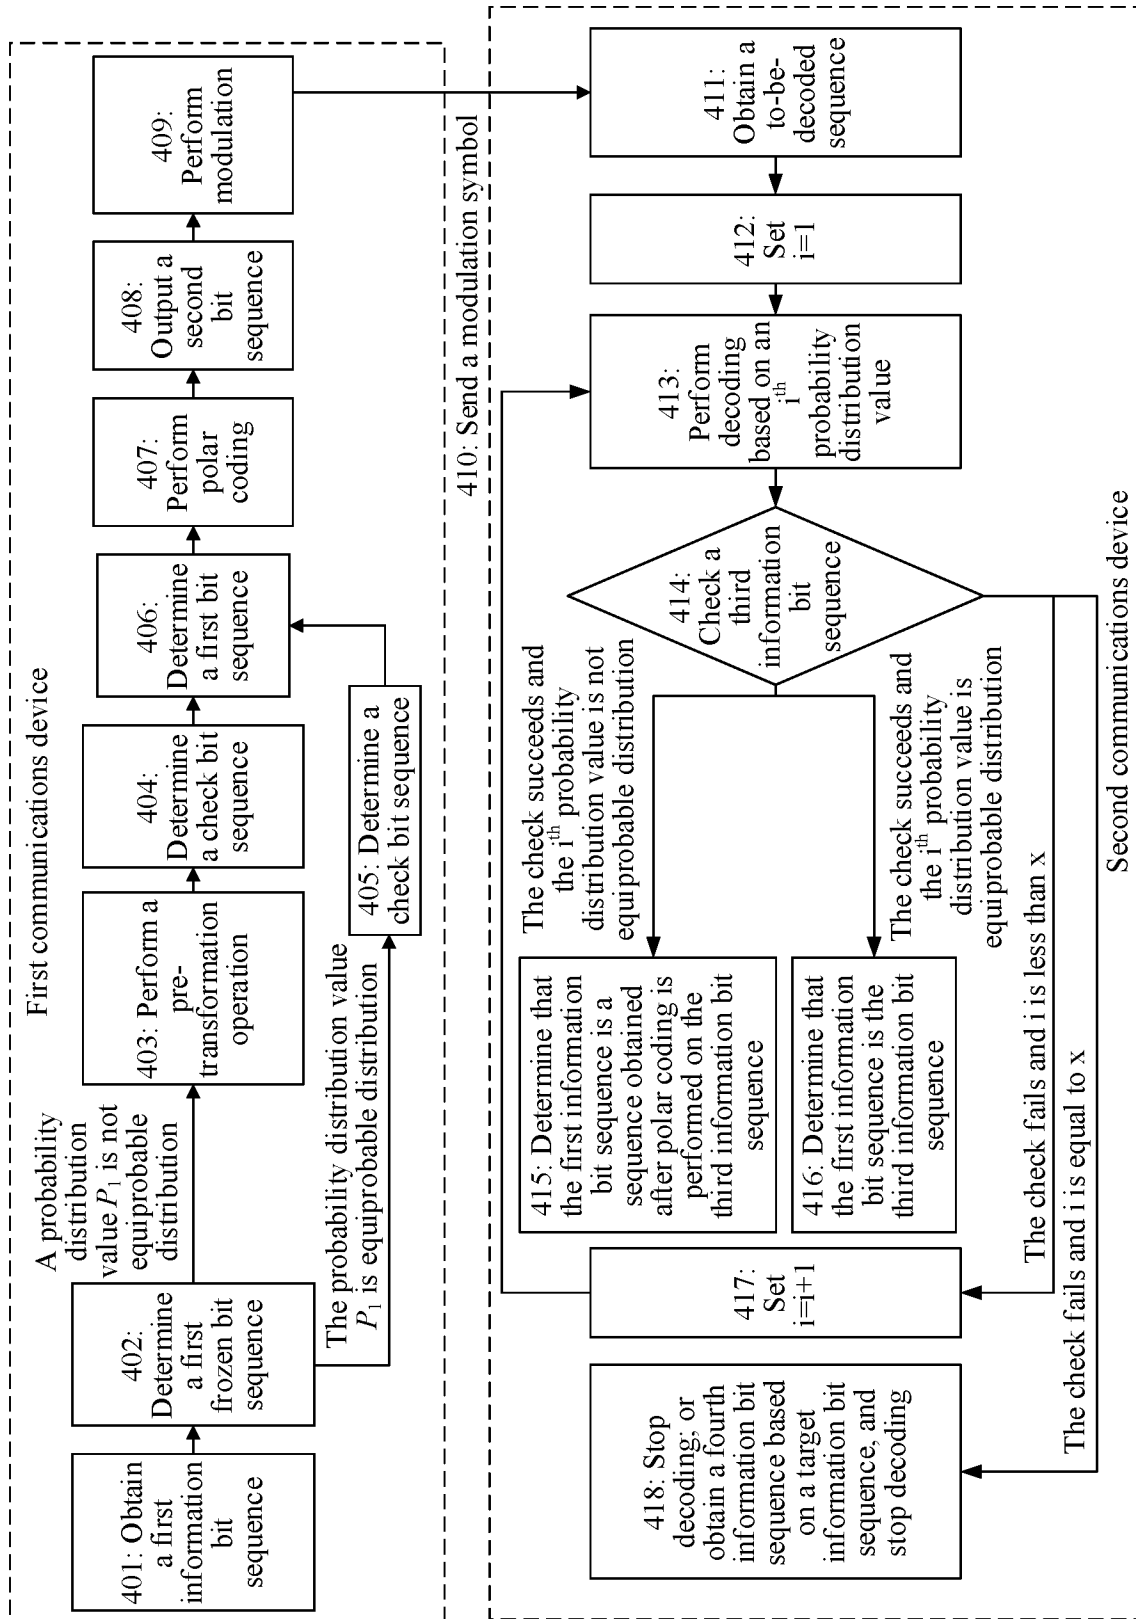 First communications device
401: Obtain
a first
information
bit
sequence
402:
Determine
a first
frozen bit
sequence
A probability
distribution
value P₁ is not
equiprobable
distribution
The probability distribution value
P₁ is equiprobable distribution
403: Perform a
pre-
transformation
operation
404:
Determine
a check bit
sequence
405: Determine a
check bit sequence
406:
Determine
a first bit
sequence
407:
Perform
polar
coding
408:
Output a
second
bit
sequence
409:
Perform
modulation
410: Send a modulation symbol
411:
Obtain a
to-be-
decoded
sequence
412:
Set
i=1
413:
Perform
decoding
based on an
iᵗʰ
probability
distribution
value
414:
Check a
third
information
bit
sequence
The check succeeds and
the iᵗʰ probability
distribution value is not
equiprobable distribution
The check succeeds and
the iᵗʰ probability
distribution value is
equiprobable distribution
415: Determine that
the first information
bit sequence is a
sequence obtained
after polar coding is
performed on the
third information bit
sequence
416: Determine that
the first information
bit sequence is the
third information bit
sequence
The check fails and i is less than x
The check fails and i is equal to x
417:
Set
i=i+1
418: Stop
decoding; or
obtain a fourth
information bit
sequence based
on a target
information bit
sequence, and
stop decoding
Second communications device